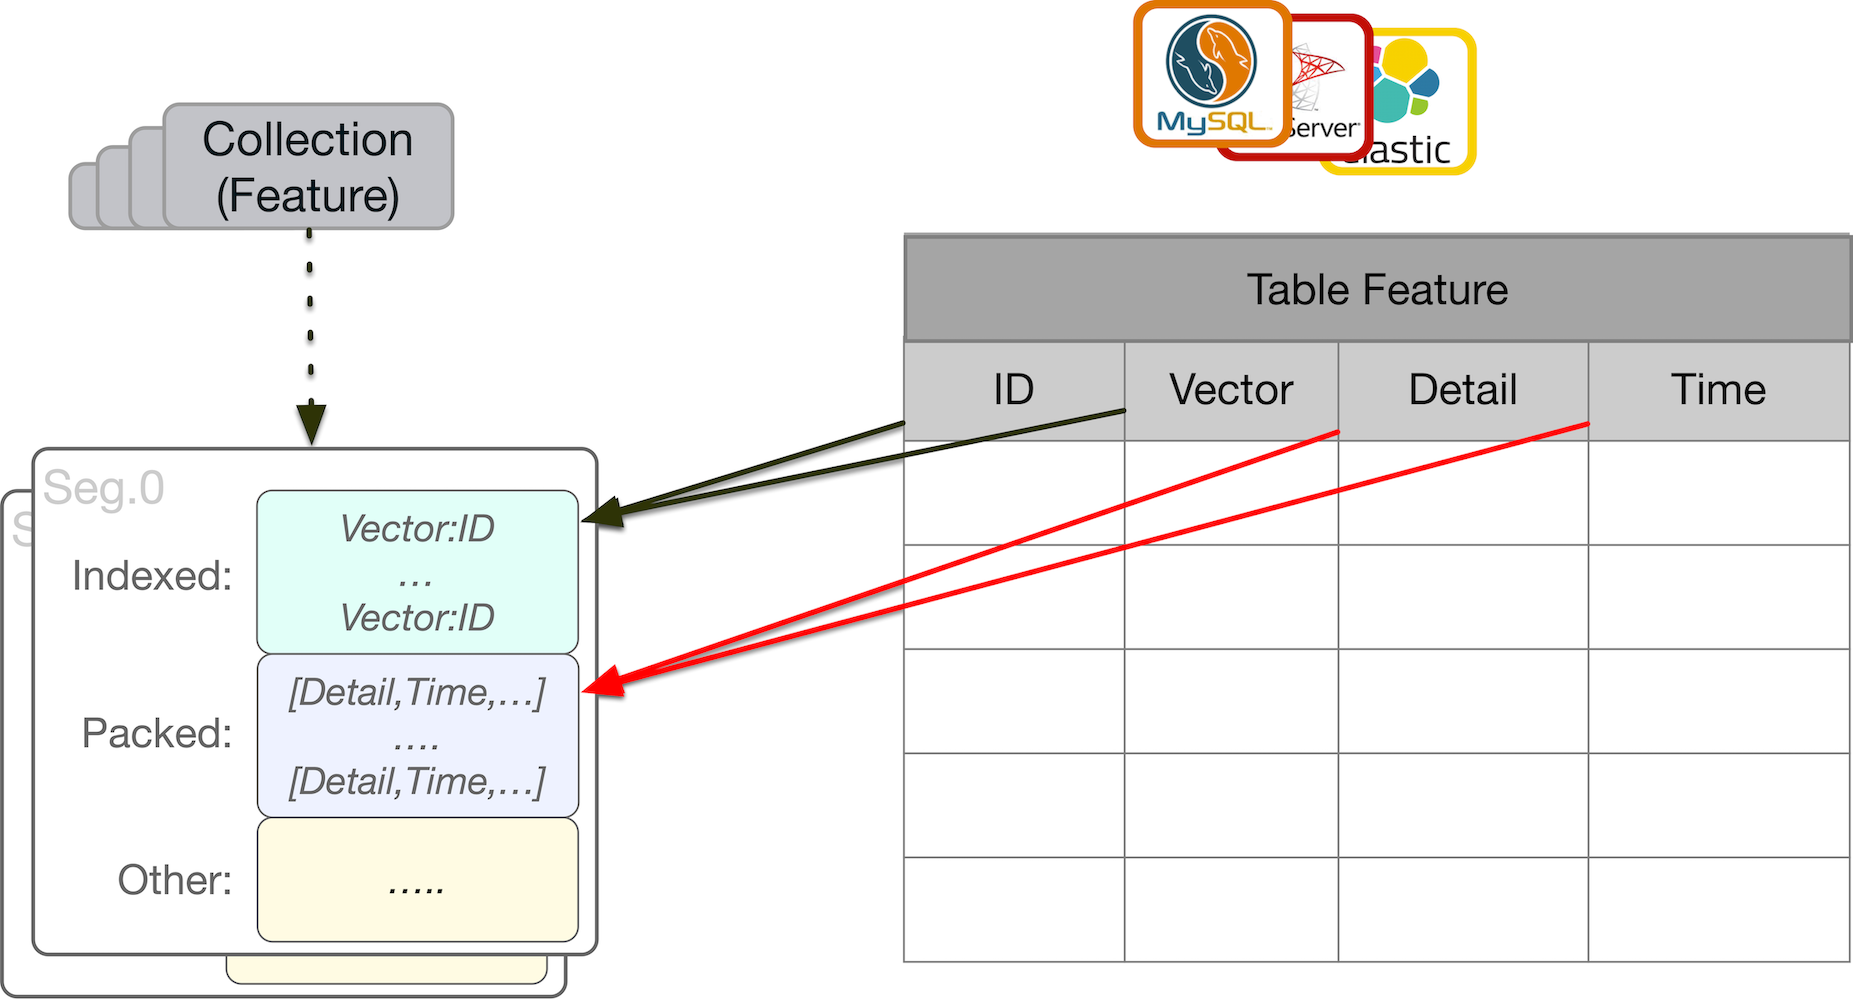 MySQL
Server
elastic
Collection
(Feature)
Table Feature
ID
Vector
Detail
Time
Seg.0
S
Indexed:
Vector:ID
...
Vector:ID
Packed:
[Detail,Time,...]
....
[Detail,Time,...]
Other:
.....